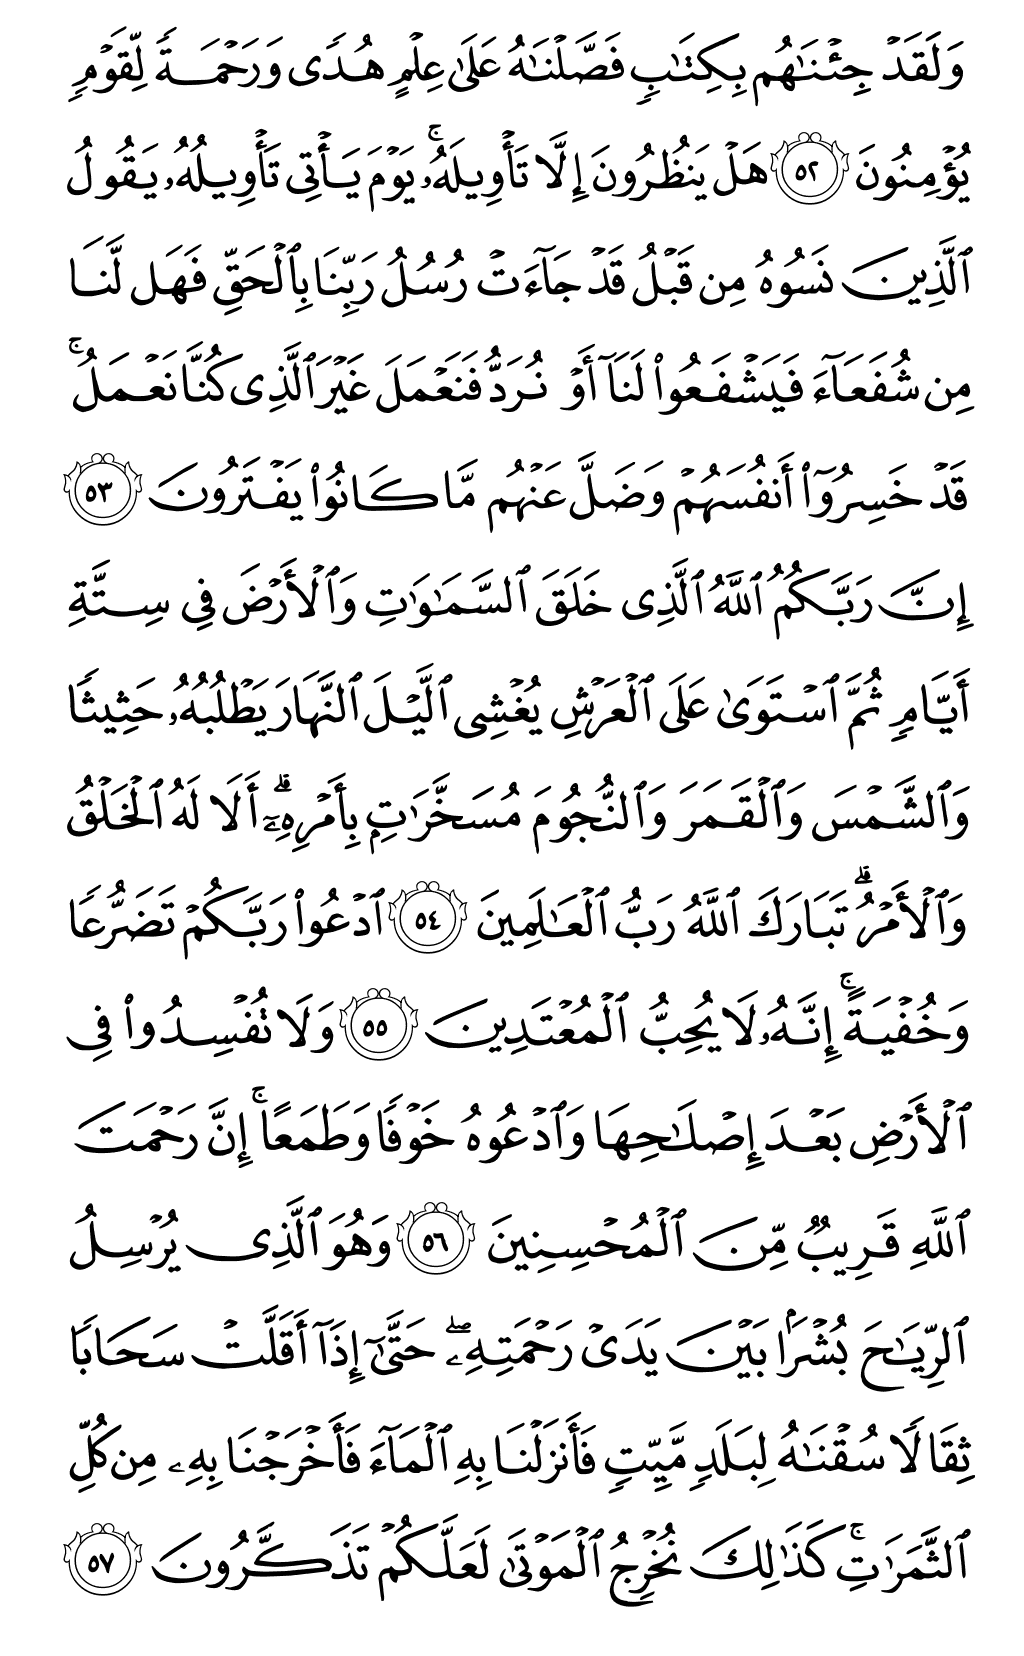 وَلَقَدۡ جِئۡنَٰهُم بِكِتَٰبٖ فَصَّلۡنَٰهُ عَلَىٰ عِلۡمٍ هُدٗى وَرَحۡمَةٗ لِّقَوۡمٖ
يُؤۡمِنُونَ ٥٢ هَلۡ يَنظُرُونَ إِلَّا تَأۡوِيلَهُۥۚ يَوۡمَ يَأۡتِي تَأۡوِيلُهُۥ يَقُولُ
ٱلَّذِينَ نَسُوهُ مِن قَبۡلُ قَدۡ جَآءَتۡ رُسُلُ رَبِّنَا بِٱلۡحَقِّ فَهَل لَّنَا
مِن شُفَعَآءَ فَيَشۡفَعُواْ لَنَآ أَوۡ نُرَدُّ فَنَعۡمَلَ غَيۡرَ ٱلَّذِي كُنَّا نَعۡمَلُۚ
قَدۡ خَسِرُوٓاْ أَنفُسَهُمۡ وَضَلَّ عَنۡهُم مَّا كَانُواْ يَفۡتَرُونَ ٥٣
إِنَّ رَبَّكُمُ ٱللَّهُ ٱلَّذِي خَلَقَ ٱلسَّمَٰوَٰتِ وَٱلۡأَرۡضَ فِي سِتَّةِ
أَيَّامٖ ثُمَّ ٱسۡتَوَىٰ عَلَى ٱلۡعَرۡشِۖ يُغۡشِي ٱلَّيۡلَ ٱلنَّهَارَ يَطۡلُبُهُۥ حَثِيثٗا
وَٱلشَّمۡسَ وَٱلۡقَمَرَ وَٱلنُّجُومَ مُسَخَّرَٰتِۭ بِأَمۡرِهِۦٓۗ أَلَا لَهُ ٱلۡخَلۡقُ
وَٱلۡأَمۡرُۗ تَبَارَكَ ٱللَّهُ رَبُّ ٱلۡعَٰلَمِينَ ٥٤ ٱدۡعُواْ رَبَّكُمۡ تَضَرُّعٗا
وَخُفۡيَةًۚ إِنَّهُۥ لَا يُحِبُّ ٱلۡمُعۡتَدِينَ ٥٥ وَلَا تُفۡسِدُواْ فِي
ٱلۡأَرۡضِ بَعۡدَ إِصۡلَٰحِهَا وَٱدۡعُوهُ خَوۡفٗا وَطَمَعًاۚ إِنَّ رَحۡمَتَ
ٱللَّهِ قَرِيبٞ مِّنَ ٱلۡمُحۡسِنِينَ ٥٦ وَهُوَ ٱلَّذِي يُرۡسِلُ
ٱلرِّيَٰحَ بُشۡرَۢا بَيۡنَ يَدَيۡ رَحۡمَتِهِۦۖ حَتَّىٰٓ إِذَآ أَقَلَّتۡ سَحَابٗا
ثِقَالٗا سُقۡنَٰهُ لِبَلَدٖ مَّيِّتٖ فَأَنزَلۡنَا بِهِ ٱلۡمَآءَ فَأَخۡرَجۡنَا بِهِۦ مِن كُلِّ
ٱلثَّمَرَٰتِۚ كَذَٰلِكَ نُخۡرِجُ ٱلۡمَوۡتَىٰ لَعَلَّكُمۡ تَذَكَّرُونَ ٥٧